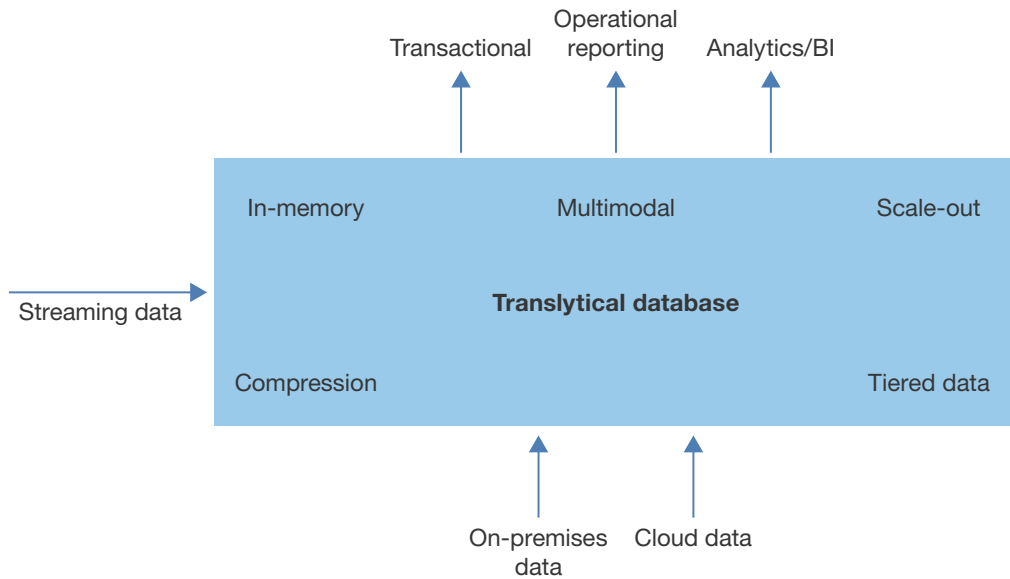 Operational
Transactional
reporting
Analytics/BI
In-memory
Multimodal
Scale-out
Translytical database
Streaming data
Compression
Tiered data
On-premises
data
Cloud data